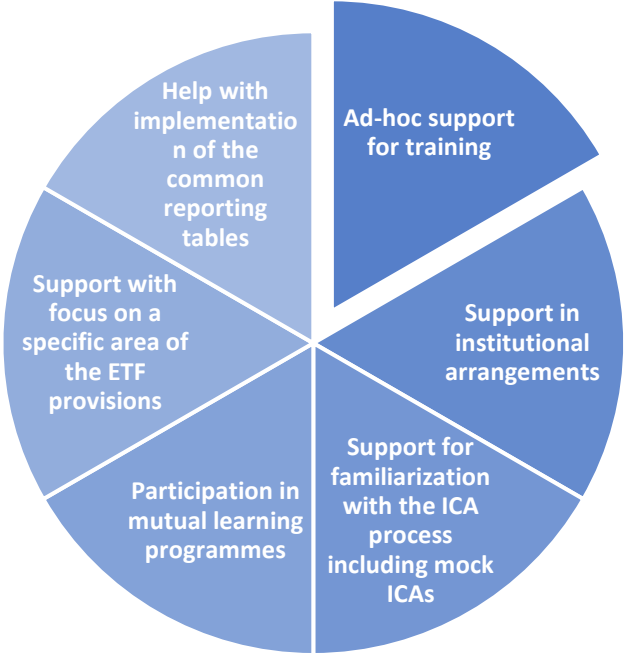 Ad-hoc support
for training
Support in
institutional
arrangements
Support for
familiarization
with the ICA
process
including mock
ICAs
Participation in
mutual learning
programmes
Support with
focus on a
specific area of
the ETF
provisions
Help with
implementatio
n of the
common
reporting
tables